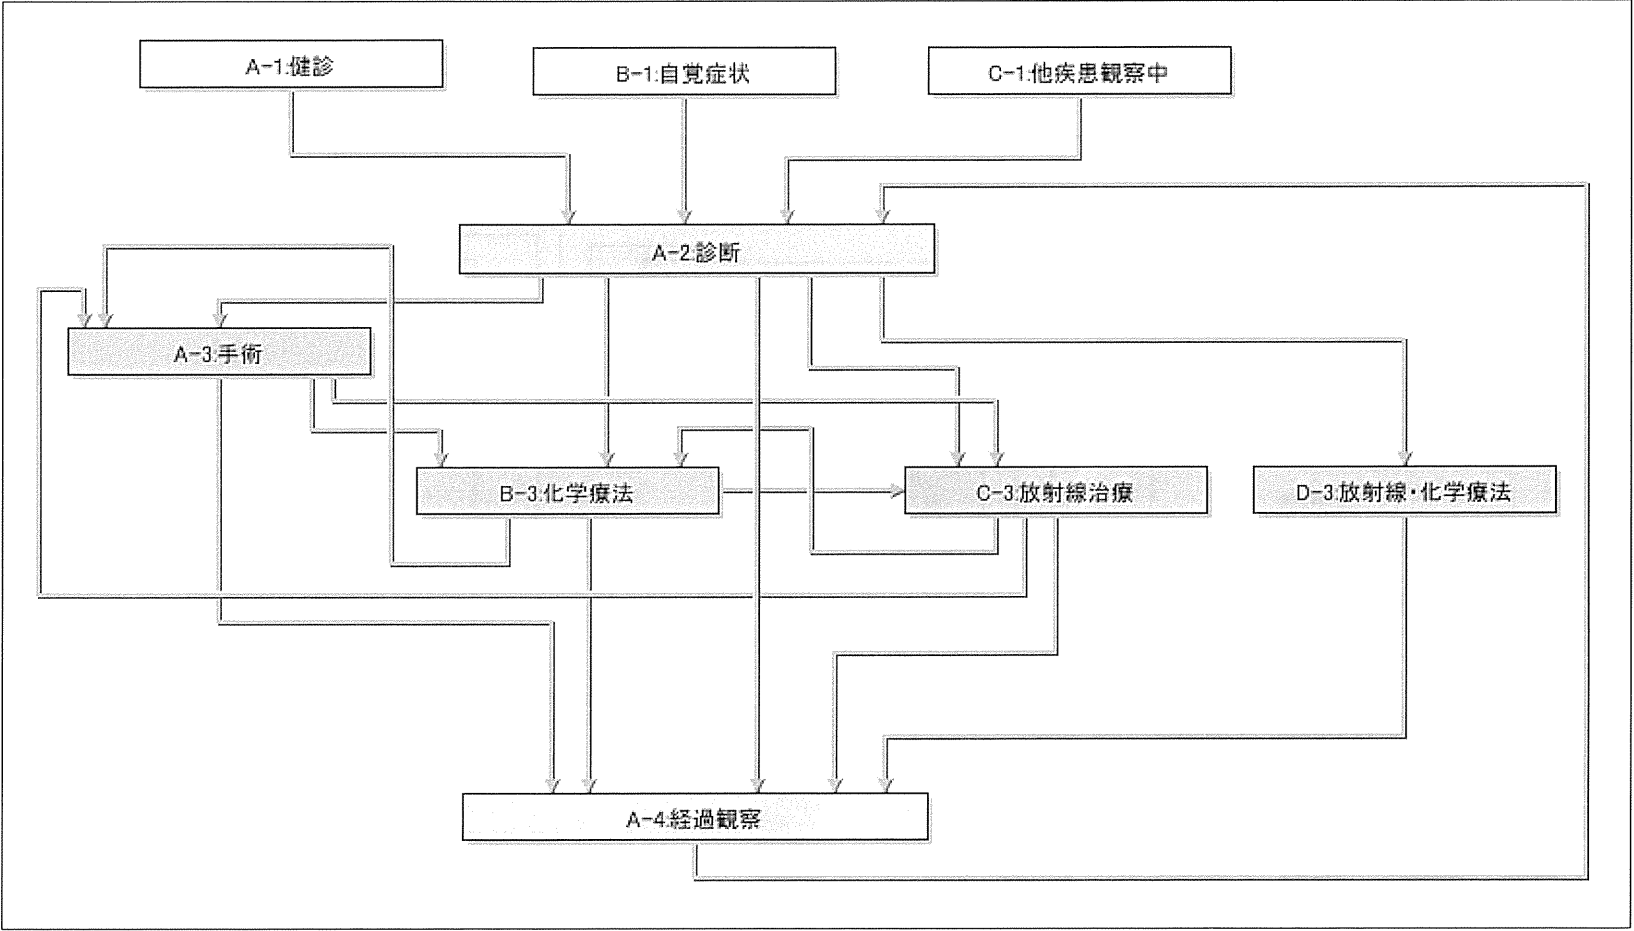 A-1:健診
B-1:自覚症状
C-1:他疾患観察中
A-2:診断
A-3:手術
B-3:化学療法
C-3:放射線治療
D-3:放射線・化学療法
A-4:経過観察